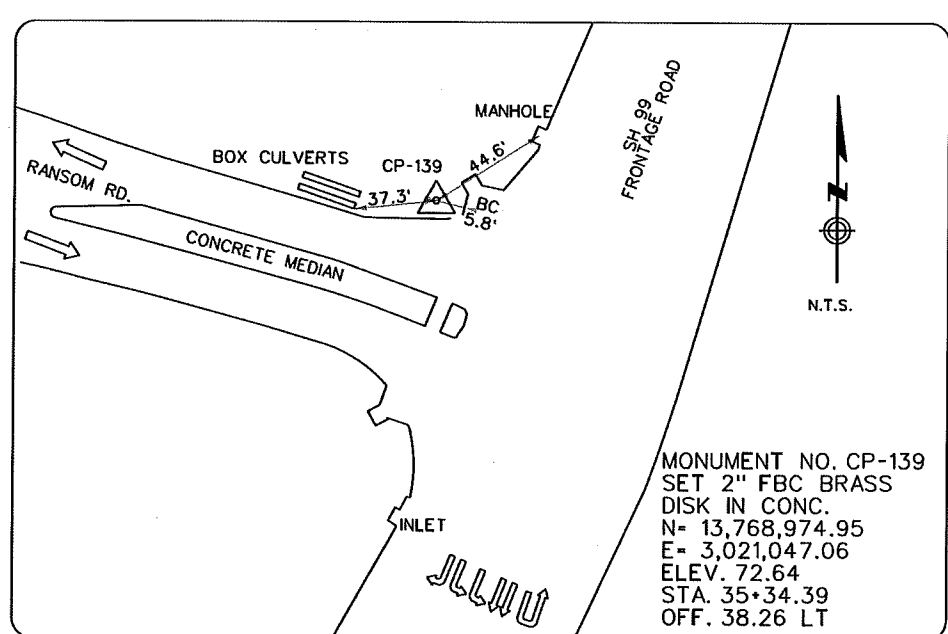 MANHOLE
SH 99
FRONTAGE ROAD
BOX CULVERTS
CP-139
44.6'
RANSOM RD.
37.3'
BC
5.8'
CONCRETE MEDIAN
N
N.T.S.
INLET
MONUMENT NO. CP-139
SET 2" FBC BRASS
DISK IN CONC.
N= 13,768,974.95
E= 3,021,047.06
ELEV. 72.64
STA. 35+34.39
OFF. 38.26 LT